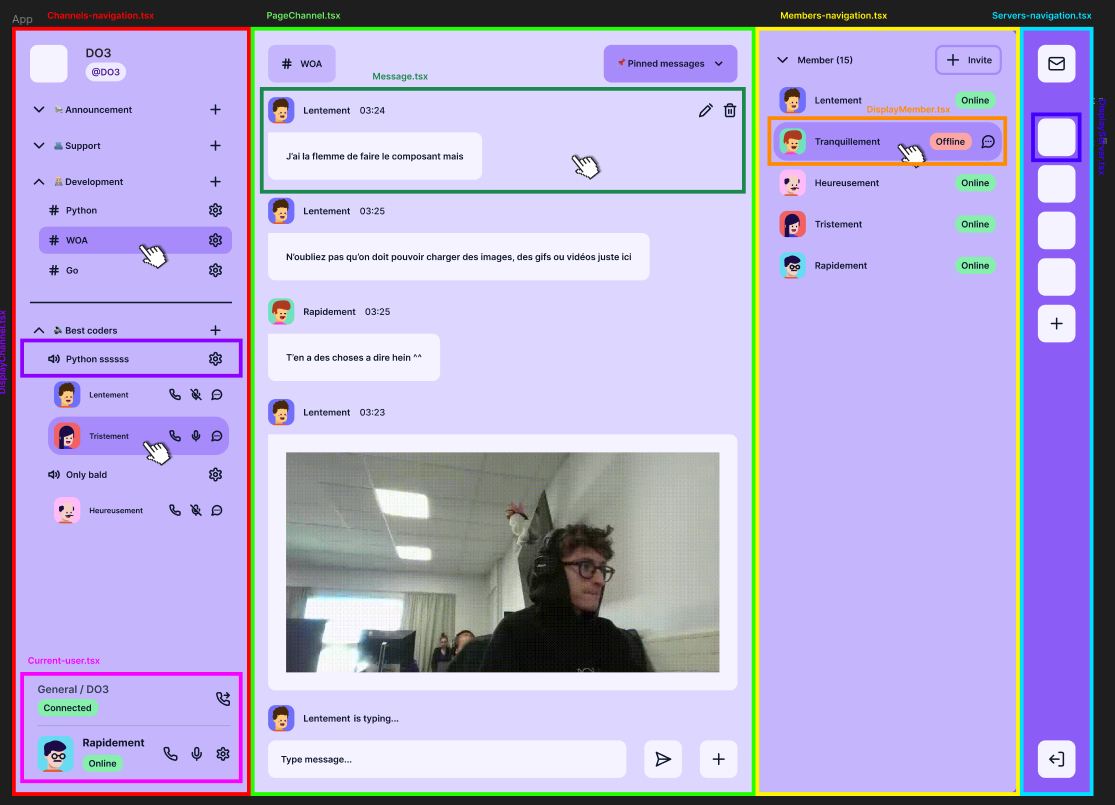 App
Channels-navigation.tsx
PageChannel.tsx
Members-navigation.tsx
Servers-navigation.tsx
DO3
@DO3
Announcement
Support
Development
# Python
# WOA
# Go
Best coders
Python ssssss
Lentement
Tristement
Only bald
Heureusement
DisplayChannel.tsx
Current-user.tsx
General / DO3
Connected
Rapidement
Online
# WOA
Pinned messages
Message.tsx
Lentement 03:24
J'ai la flemme de faire le composant mais
Lentement 03:25
N'oubliez pas qu'on doit pouvoir charger des images, des gifs ou vidéos juste ici
Rapidement 03:25
T'en a des choses a dire hein ^^
Lentement 03:23
Lentement is typing...
Type message...
Member (15)
+ Invite
Lentement Online
DisplayMember.tsx
Tranquillement Offline
Heureusement Online
Tristement Online
Rapidement Online
DisplayServer.tsx